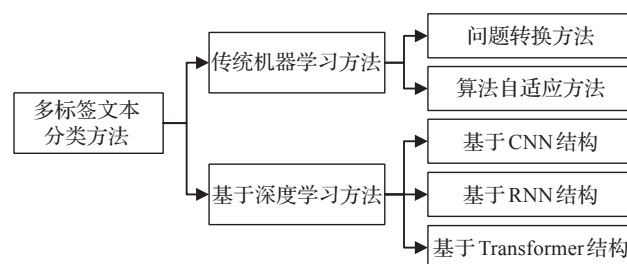 多标签文本
分类方法
传统机器学习方法
基于深度学习方法
问题转换方法
算法自适应方法
基于CNN结构
基于RNN结构
基于Transformer结构